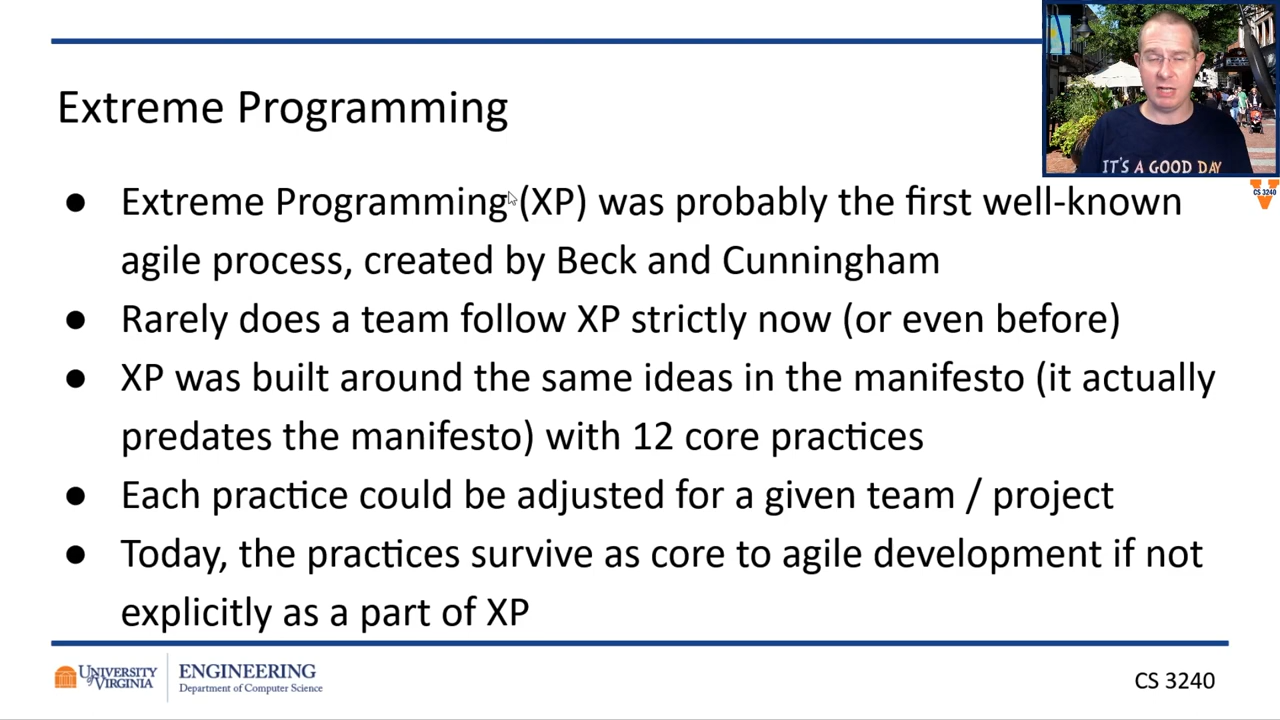 Extreme Programming
● Extreme Programming (XP) was probably the first well-known
agile process, created by Beck and Cunningham
● Rarely does a team follow XP strictly now (or even before)
● XP was built around the same ideas in the manifesto (it actually
predates the manifesto) with 12 core practices
● Each practice could be adjusted for a given team / project
● Today, the practices survive as core to agile development if not
explicitly as a part of XP
IT'S A GOOD DAY
CS 3240
UNIVERSITY
of VIRGINIA
ENGINEERING
Department of Computer Science
CS 3240